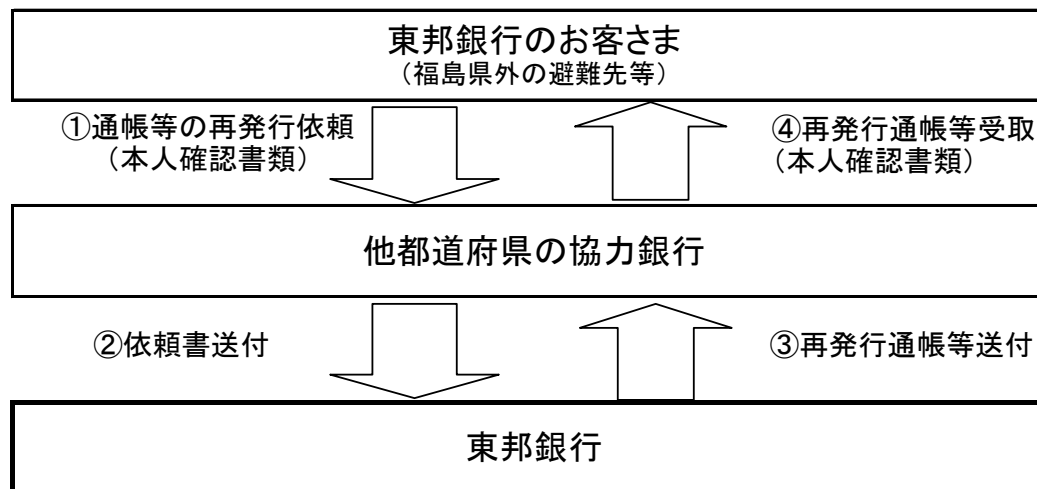 東邦銀行のお客さま
（福島県外の避難先等）
①通帳等の再発行依頼
（本人確認書類）
④再発行通帳等受取
（本人確認書類）
他都道府県の協力銀行
②依頼書送付
③再発行通帳等送付
東邦銀行